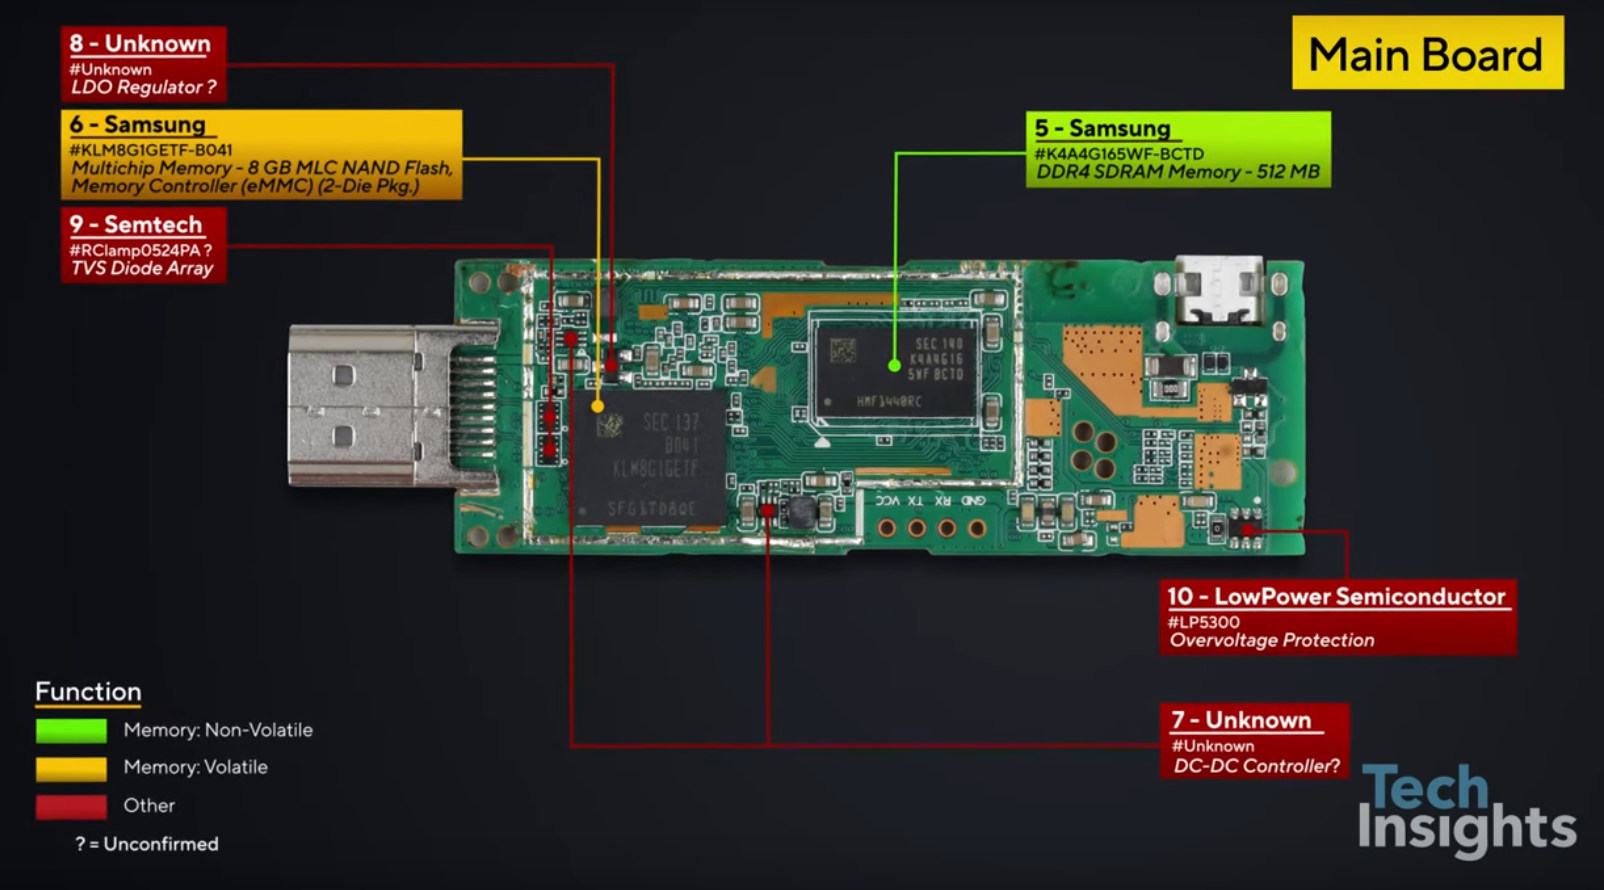 Main Board
8 - Unknown
#Unknown
LDO Regulator ?
6 - Samsung
#KLM8G1GETF-B041
Multichip Memory - 8 GB MLC NAND Flash,
Memory Controller (eMMC) (2-Die Pkg.)
9 - Semtech
#RClamp0524PA ?
TVS Diode Array
5 - Samsung
#K4A4G165WF-BCTD
DDR4 SDRAM Memory - 512 MB
SEC 140
K4A4G16
5WF BCTD
HMF1440RC
SEC 137
B041
KLM8G1GETF
SFG1TD8QE
GND RX TX VCC
10 - LowPower Semiconductor
#LP5300
Overvoltage Protection
7 - Unknown
#Unknown
DC-DC Controller?
Function
Memory: Non-Volatile
Memory: Volatile
Other
? = Unconfirmed
Tech
Insights